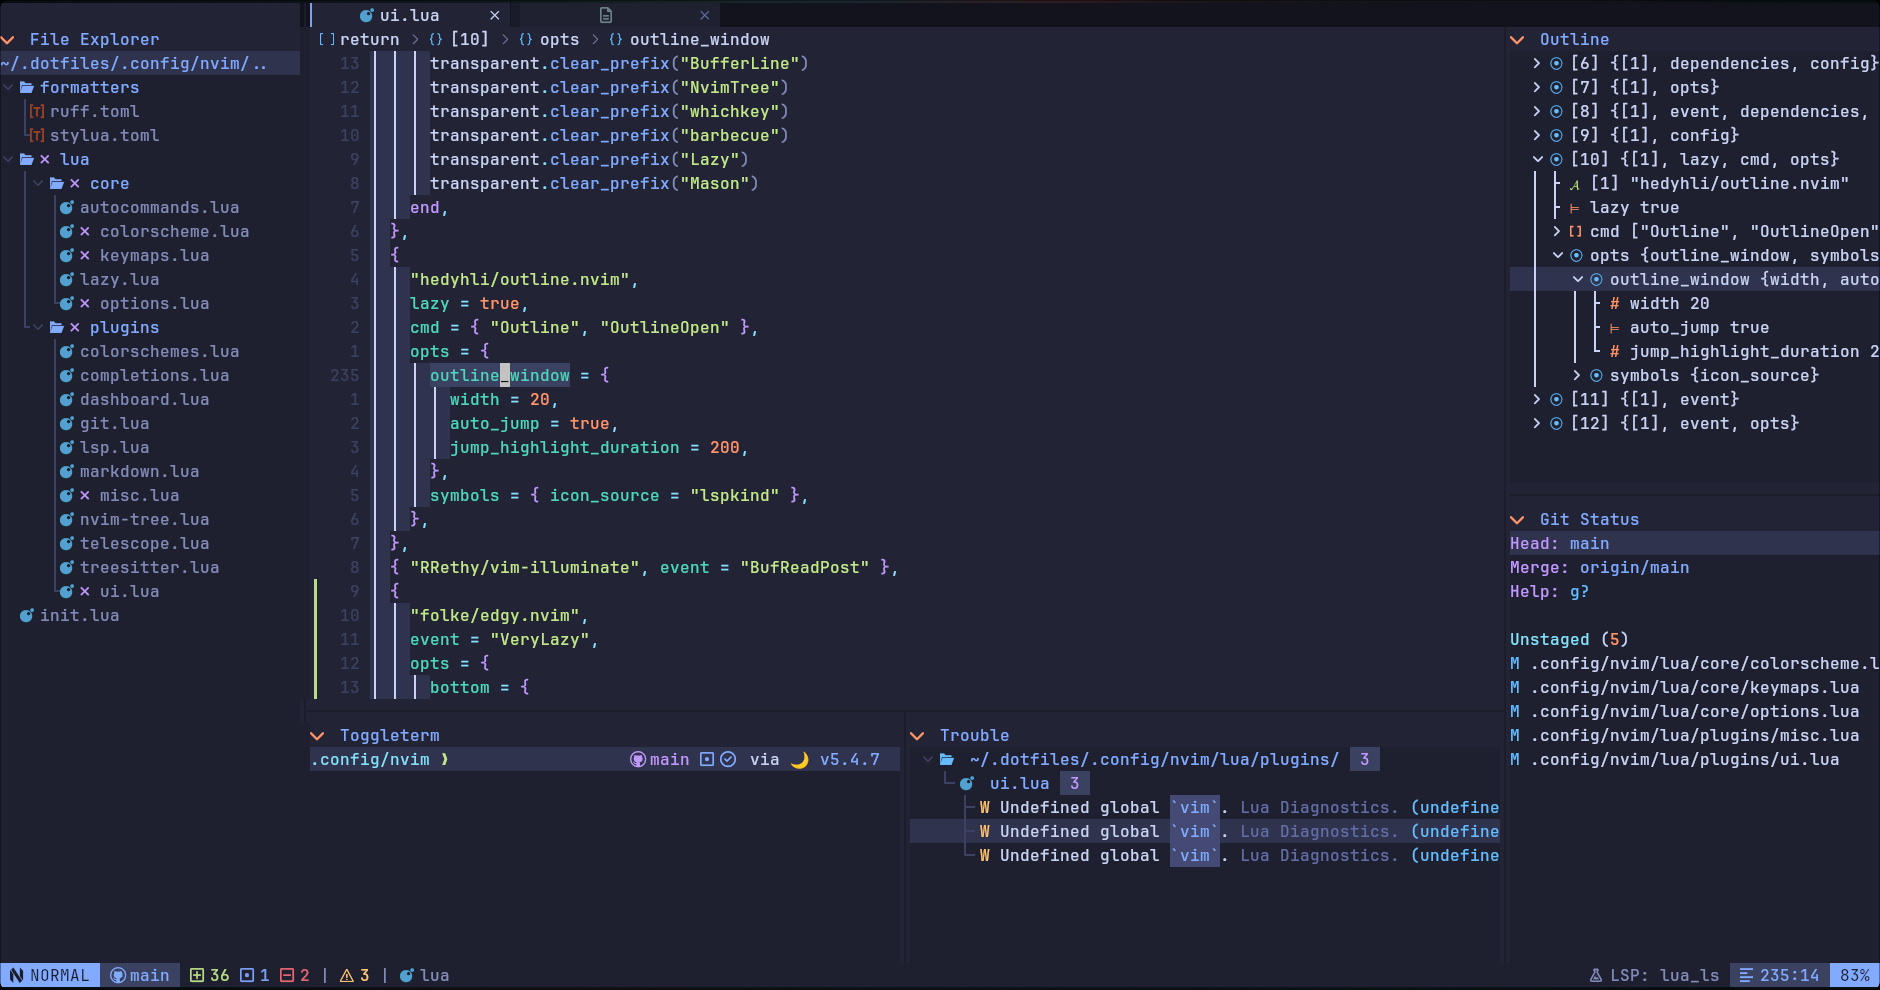 ui.lua ×
×
File Explorer
~/.dotfiles/.config/nvim/..
formatters
[T] ruff.toml
[T] stylua.toml
× lua
× core
autocommands.lua
× colorscheme.lua
× keymaps.lua
lazy.lua
× options.lua
× plugins
colorschemes.lua
completions.lua
dashboard.lua
git.lua
lsp.lua
markdown.lua
× misc.lua
nvim-tree.lua
telescope.lua
treesitter.lua
× ui.lua
init.lua
[] return > {} [10] > {} opts > {} outline_window
13 transparent.clear_prefix("BufferLine")
12 transparent.clear_prefix("NvimTree")
11 transparent.clear_prefix("whichkey")
10 transparent.clear_prefix("barbecue")
9 transparent.clear_prefix("Lazy")
8 transparent.clear_prefix("Mason")
7 end,
6 },
5 {
4 "hedyhli/outline.nvim",
3 lazy = true,
2 cmd = { "Outline", "OutlineOpen" },
1 opts = {
235 outline_window = {
1 width = 20,
2 auto_jump = true,
3 jump_highlight_duration = 200,
4 },
5 symbols = { icon_source = "lspkind" },
6 },
7 },
8 { "RRethy/vim-illuminate", event = "BufReadPost" },
9 {
10 "folke/edgy.nvim",
11 event = "VeryLazy",
12 opts = {
13 bottom = {
Outline
[6] {[1], dependencies, config}
[7] {[1], opts}
[8] {[1], event, dependencies,
[9] {[1], config}
[10] {[1], lazy, cmd, opts}
[1] "hedyhli/outline.nvim"
lazy true
[] cmd ["Outline", "OutlineOpen"
opts {outline_window, symbols
outline_window {width, auto
# width 20
auto_jump true
# jump_highlight_duration 2
symbols {icon_source}
[11] {[1], event}
[12] {[1], event, opts}
Git Status
Head: main
Merge: origin/main
Help: g?
Unstaged (5)
M .config/nvim/lua/core/colorscheme.l
M .config/nvim/lua/core/keymaps.lua
M .config/nvim/lua/core/options.lua
M .config/nvim/lua/plugins/misc.lua
M .config/nvim/lua/plugins/ui.lua
Toggleterm
.config/nvim ❯ main via 🌙 v5.4.7
Trouble
~/.dotfiles/.config/nvim/lua/plugins/ 3
ui.lua 3
W Undefined global `vim`. Lua Diagnostics. (undefine
W Undefined global `vim`. Lua Diagnostics. (undefine
W Undefined global `vim`. Lua Diagnostics. (undefine
NORMAL main 36 1 2 | 3 | lua LSP: lua_ls 235:14 83%